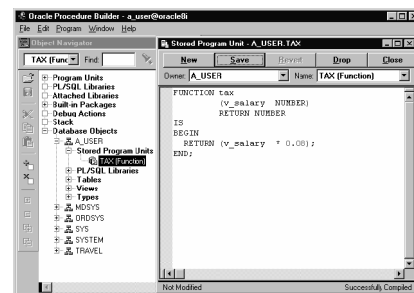 Oracle Procedure Builder - a_user@oracle8i
File Edit Program Window Help
Object Navigator
TAX (Func Find:
Program Units
PL/SQL Libraries
Attached Libraries
Built-in Packages
Debug Actions
Stack
Database Objects
A_USER
Stored Program Units
TAX (Function)
PL/SQL Libraries
Tables
Views
Types
MDSYS
ORDSYS
SYS
SYSTEM
TRAVEL
Stored Program Unit - A_USER.TAX
New Save Revert Drop Close
Owner: A_USER Name: TAX (Function)
FUNCTION tax
(v_salary NUMBER)
RETURN NUMBER
IS
BEGIN
RETURN (v_salary * 0.08);
END;
Not Modified Successfully Compiled